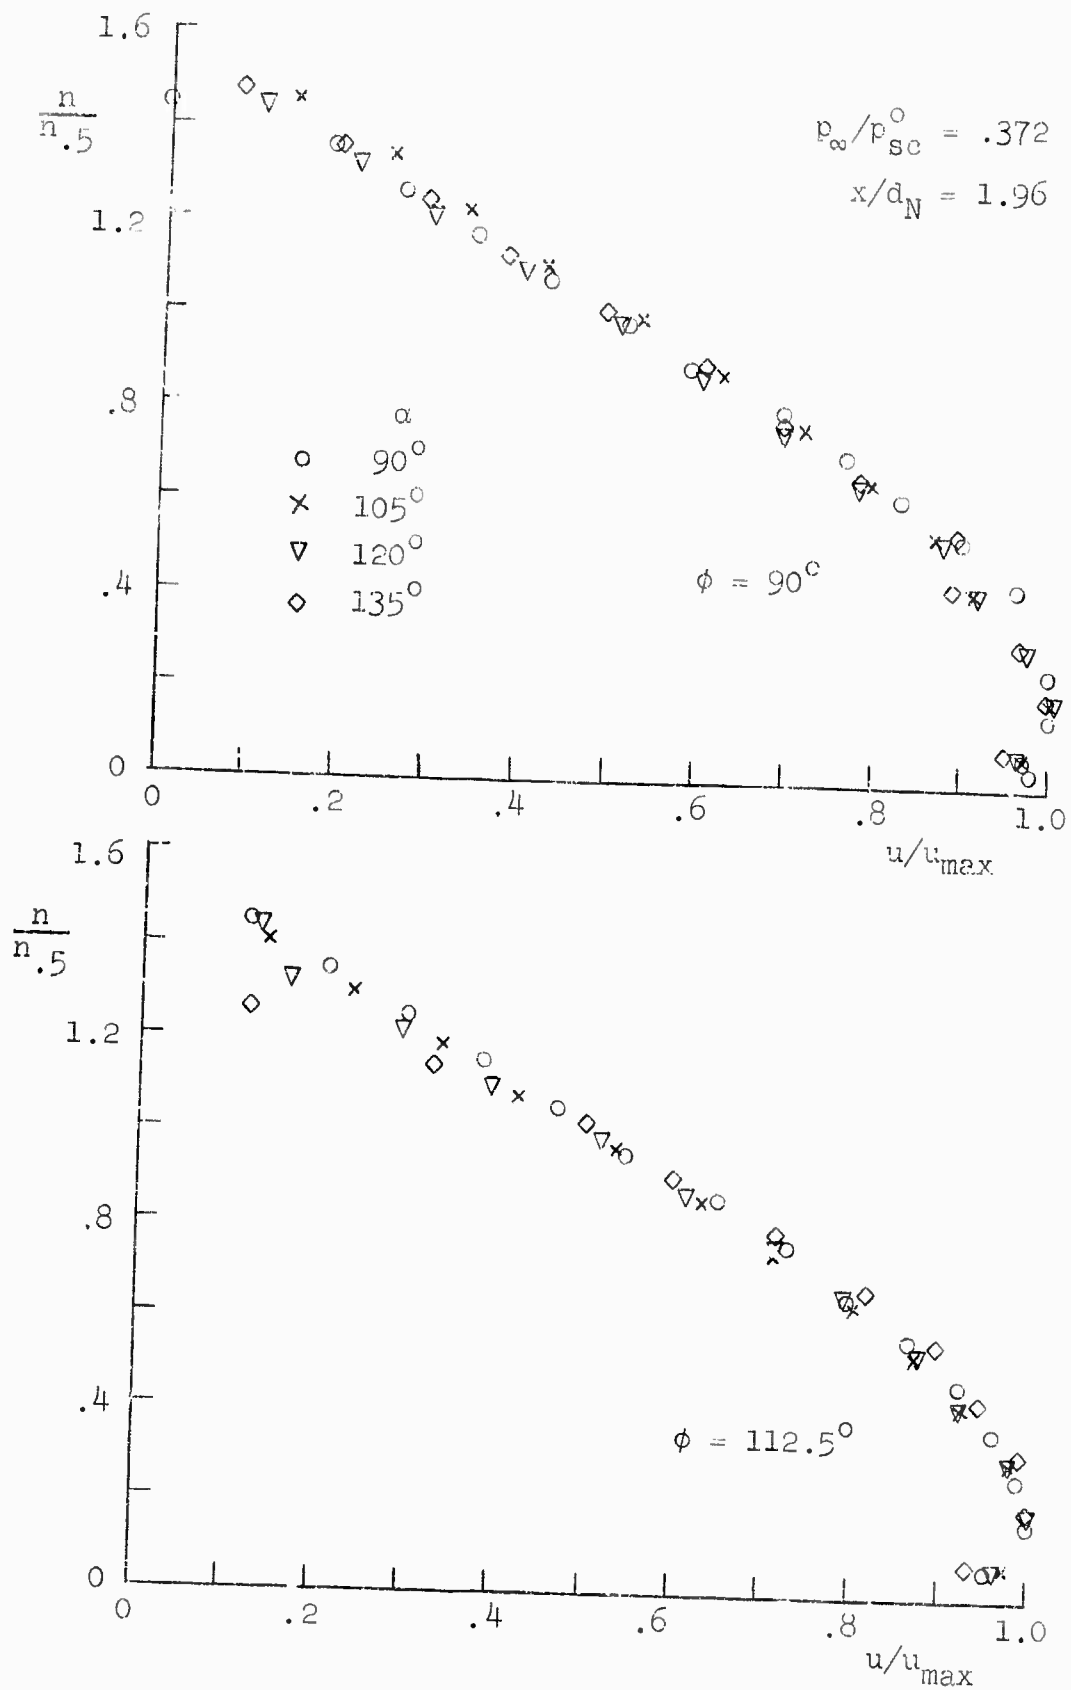 1.6
n
n.5
p∞/p°sc = .372
x/dN = 1.96
1.2
.8
α
○ 90°
× 105°
▽ 120°
◇ 135°
.4
ϕ = 90°
0
0 .2 .4 .6 .8 1.0
u/umax
1.6
n
n.5
1.2
.8
.4
ϕ = 112.5°
0
0 .2 .4 .6 .8 1.0
u/umax